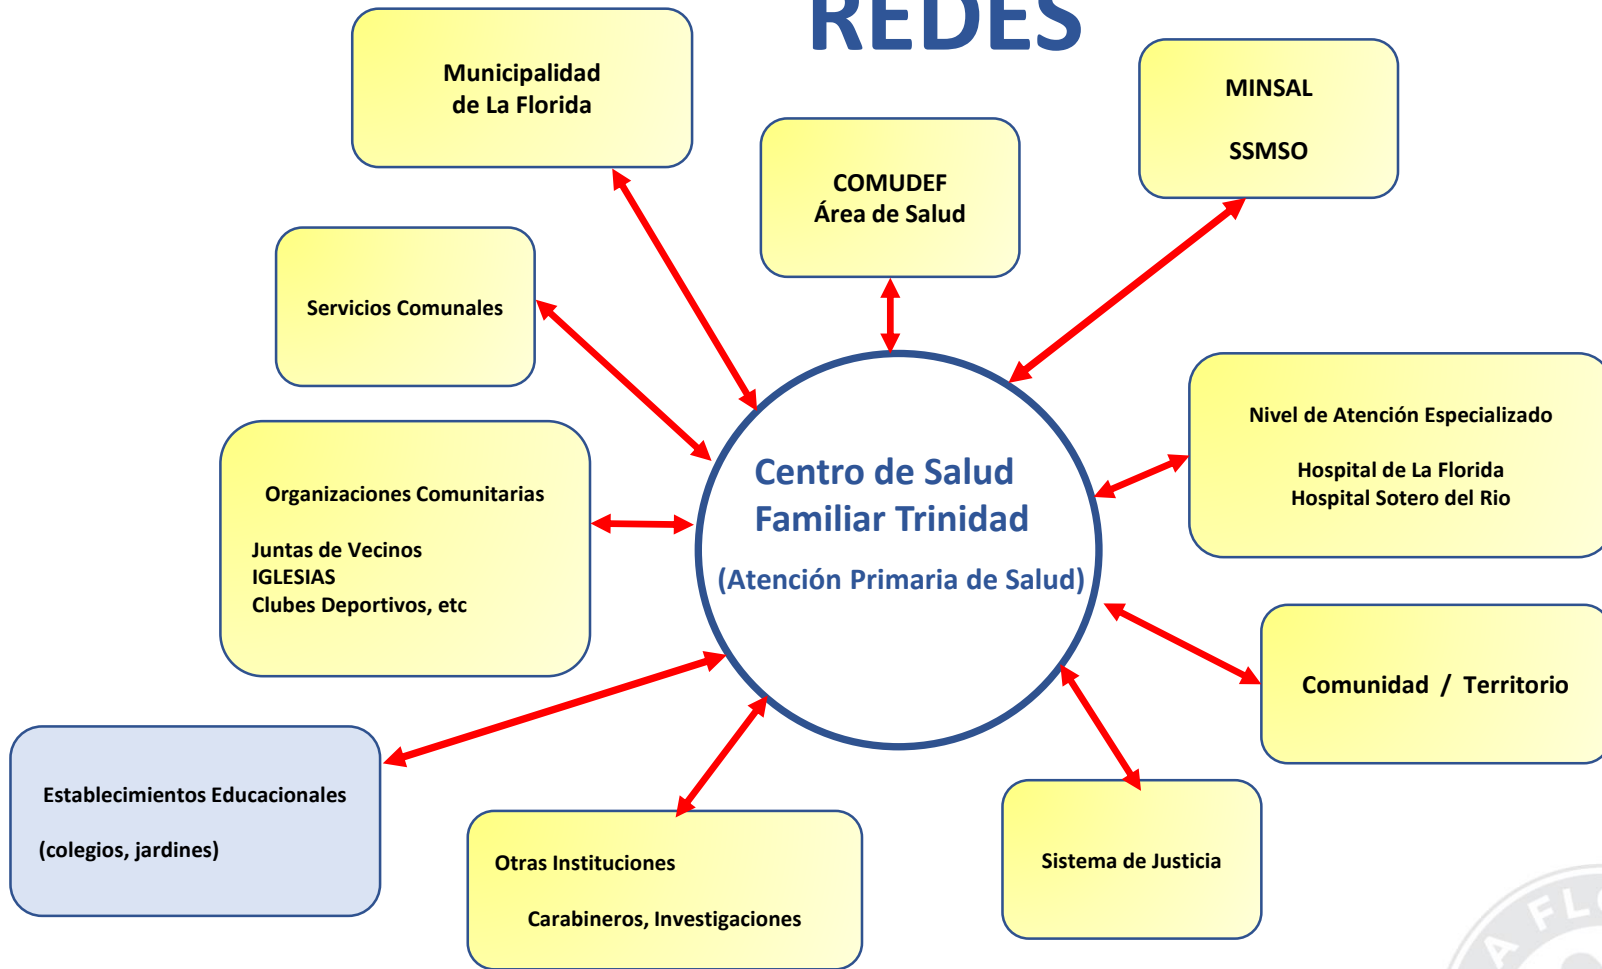 REDES
Municipalidad
de La Florida
MINSAL
SSMSO
COMUDEF
Área de Salud
Servicios Comunales
Nivel de Atención Especializado
Hospital de La Florida
Hospital Sotero del Rio
Centro de Salud
Familiar Trinidad
(Atención Primaria de Salud)
Organizaciones Comunitarias
Juntas de Vecinos
IGLESIAS
Clubes Deportivos, etc
Comunidad / Territorio
Establecimientos Educacionales
(colegios, jardines)
Otras Instituciones
Carabineros, Investigaciones
Sistema de Justicia